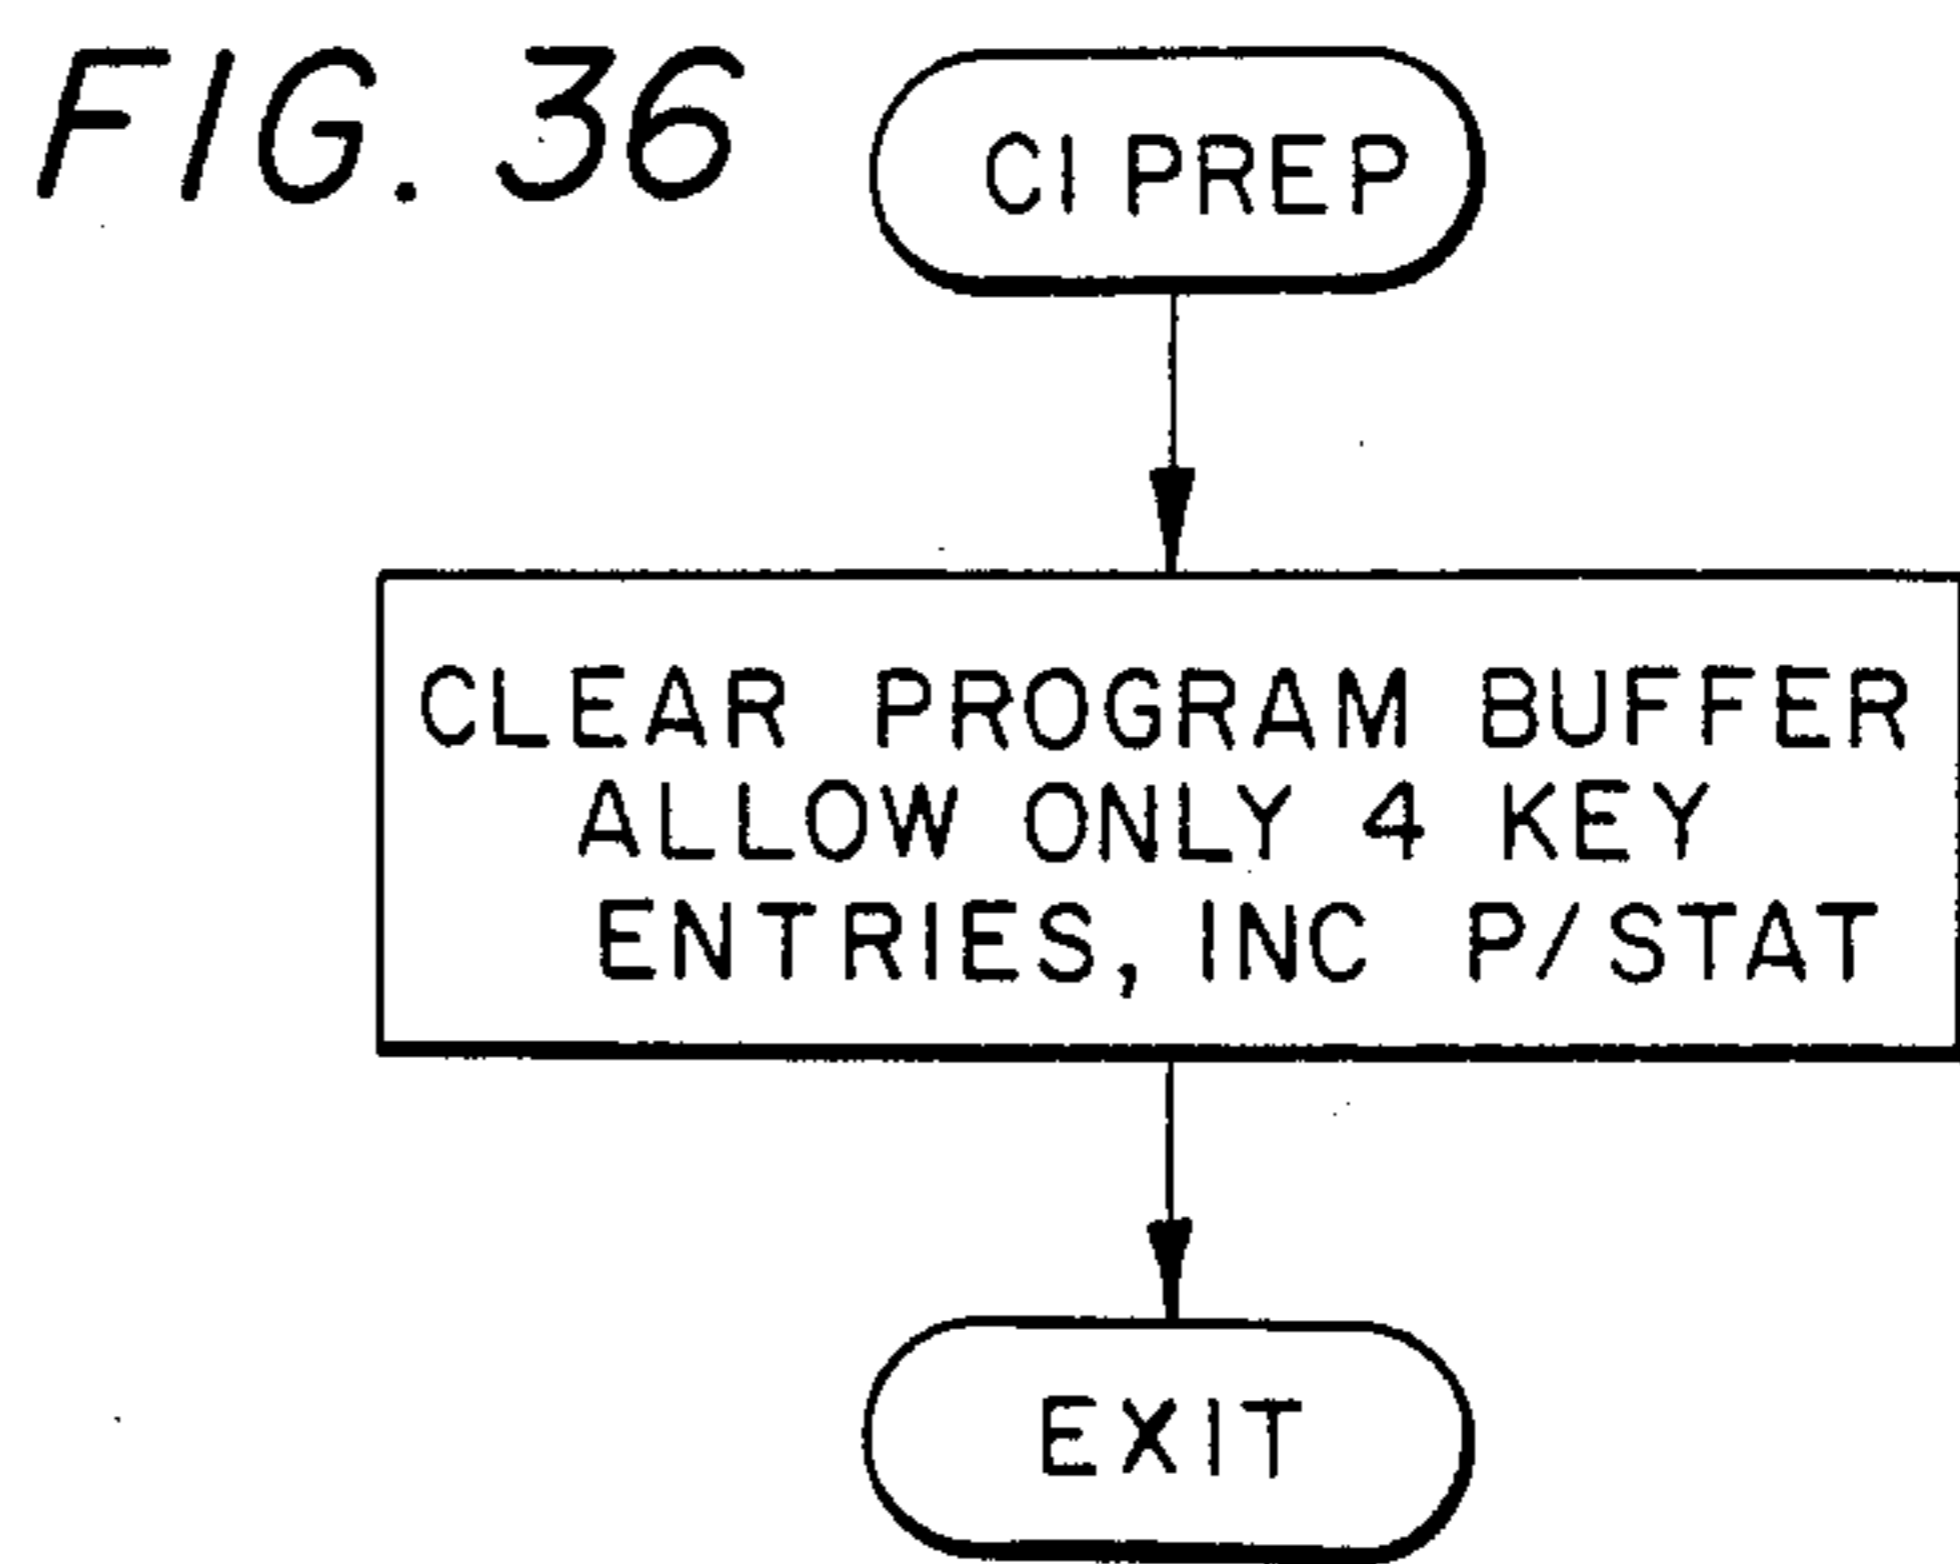 FIG. 36
CI PREP
CLEAR PROGRAM BUFFER
ALLOW ONLY 4 KEY
ENTRIES, INC P/STAT
EXIT